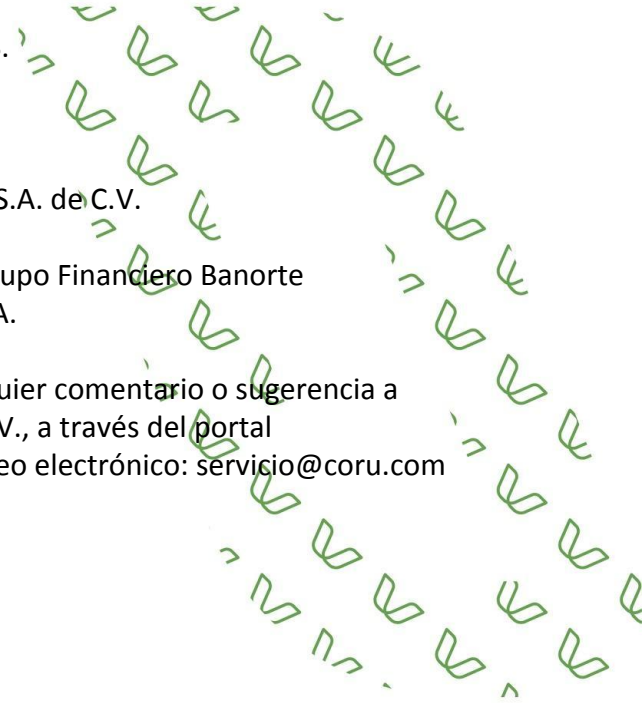 .
S.A. de C.V.
upo Financiero Banorte
A.
uier comentario o sugerencia a
V., a través del portal
eo electrónico: servicio@coru.com